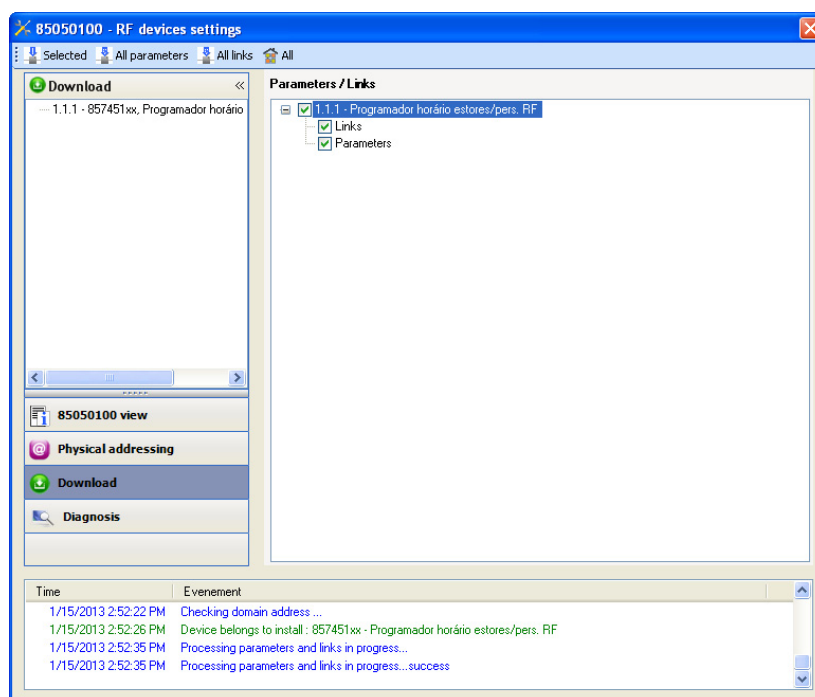 85050100 - RF devices settings
Selected All parameters All links All
Download «
Parameters / Links
1.1.1 - 857451xx, Programador horário
1.1.1 - Programador horário estores/pers. RF
Links
Parameters
85050100 view
Physical addressing
Download
Diagnosis
Time Evenement
1/15/2013 2:52:22 PM Checking domain address ...
1/15/2013 2:52:26 PM Device belongs to install : 857451xx - Programador horário estores/pers. RF
1/15/2013 2:52:35 PM Processing parameters and links in progress...
1/15/2013 2:52:35 PM Processing parameters and links in progress...success